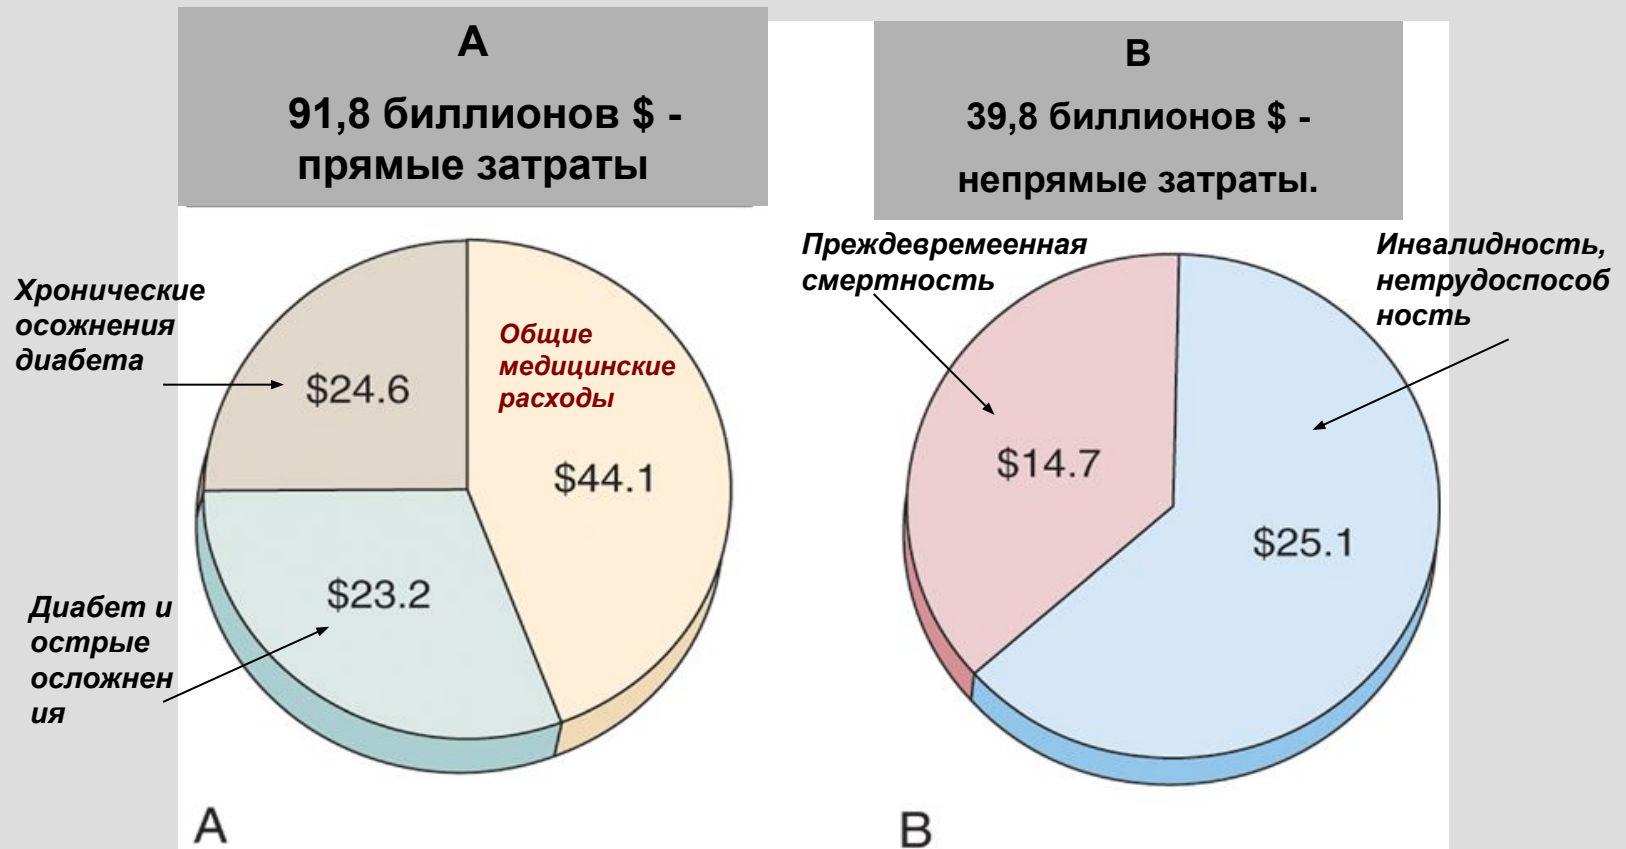 А
91,8 биллионов $ -
прямые затраты
В
39,8 биллионов $ -
непрямые затраты.
Хронические
осожнения
диабета
$24.6
Общие
медицинские
расходы
$44.1
Диабет и
острые
осложнен
ия
$23.2
A
Преждевремеенная
смертность
$14.7
Инвалидность,
нетрудоспособ
ность
$25.1
B